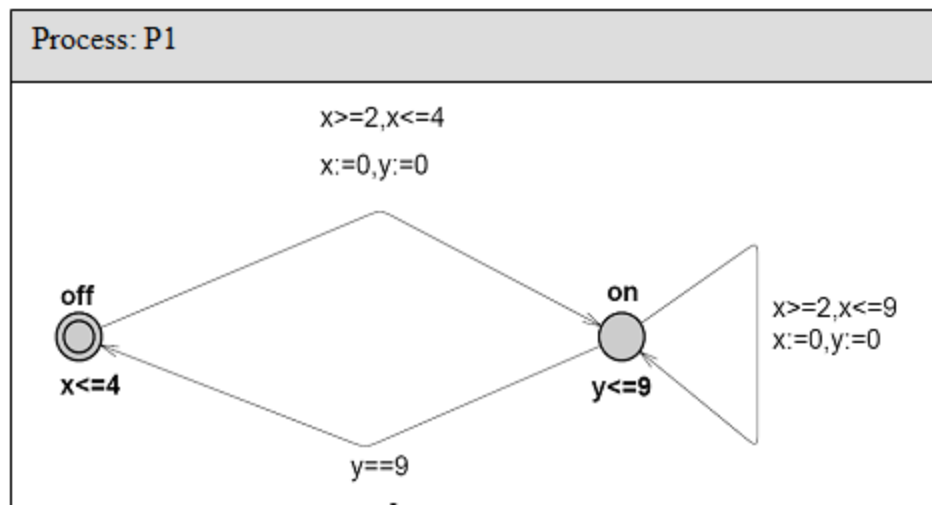 Process: P1
x>=2,x<=4
x:=0,y:=0
off
on
x>=2,x<=9
x:=0,y:=0
x<=4
y<=9
y==9